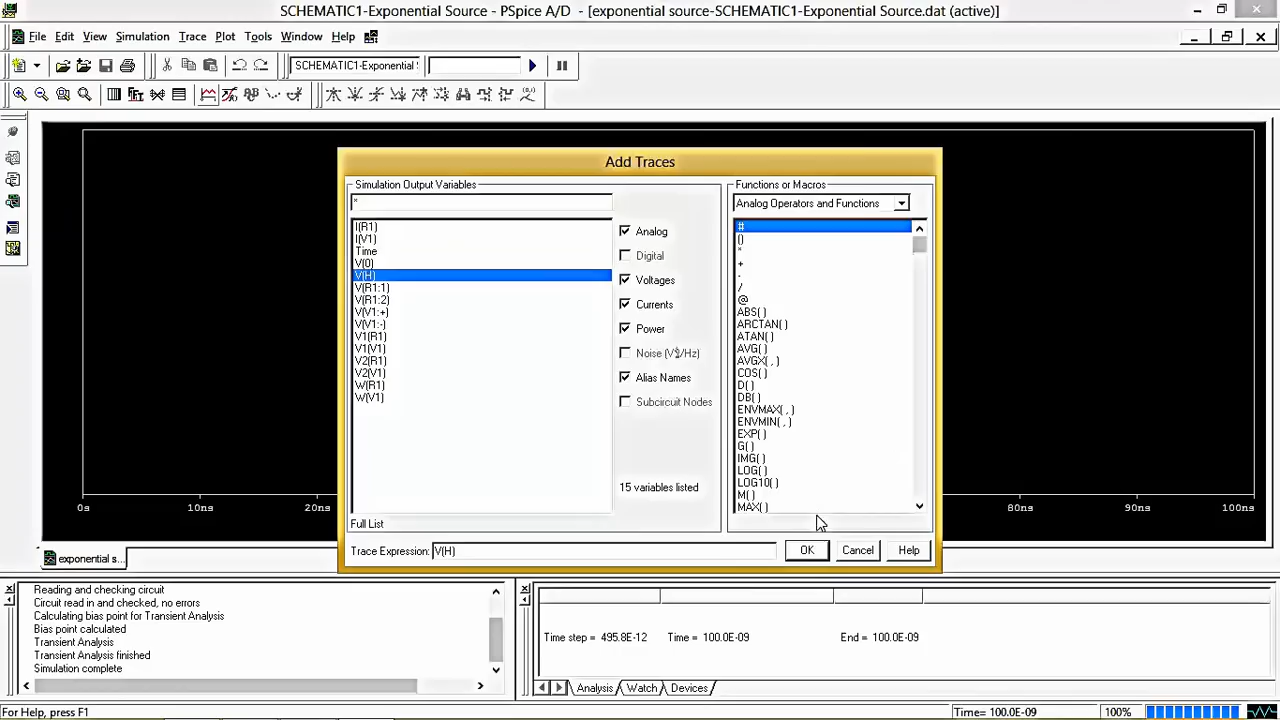 SCHEMATIC1-Exponential Source - PSpice A/D - [exponential source-SCHEMATIC1-Exponential Source.dat (active)]
File Edit View Simulation Trace Plot Tools Window Help
SCHEMATIC1-Exponential
Add Traces
Simulation Output Variables
*
I(R1)
I(V1)
Time
V(0)
V(H)
V(R1:1)
V(R1:2)
V(V1:+)
V(V1:-)
V1(R1)
V1(V1)
V2(R1)
V2(V1)
W(R1)
W(V1)
Full List
Analog
Digital
Voltages
Currents
Power
Noise (V²/Hz)
Alias Names
Subcircuit Nodes
15 variables listed
Functions or Macros
Analog Operators and Functions
#
()
*
+
-
/
@
ABS( )
ARCTAN( )
ATAN( )
AVG( )
AVGX( , )
COS( )
D( )
DB( )
ENVMAX( , )
ENVMIN( , )
EXP( )
G( )
IMG( )
LOG( )
LOG10( )
M( )
MAX( )
Trace Expression: V(H)
OK Cancel Help
0s 10ns 20ns 80ns 90ns 100ns
exponential s...
Reading and checking circuit
Circuit read in and checked, no errors
Calculating bias point for Transient Analysis
Bias point calculated
Transient Analysis
Transient Analysis finished
Simulation complete
Time step = 495.8E-12 Time = 100.0E-09 End = 100.0E-09
Analysis Watch Devices
For Help, press F1
Time= 100.0E-09 100%